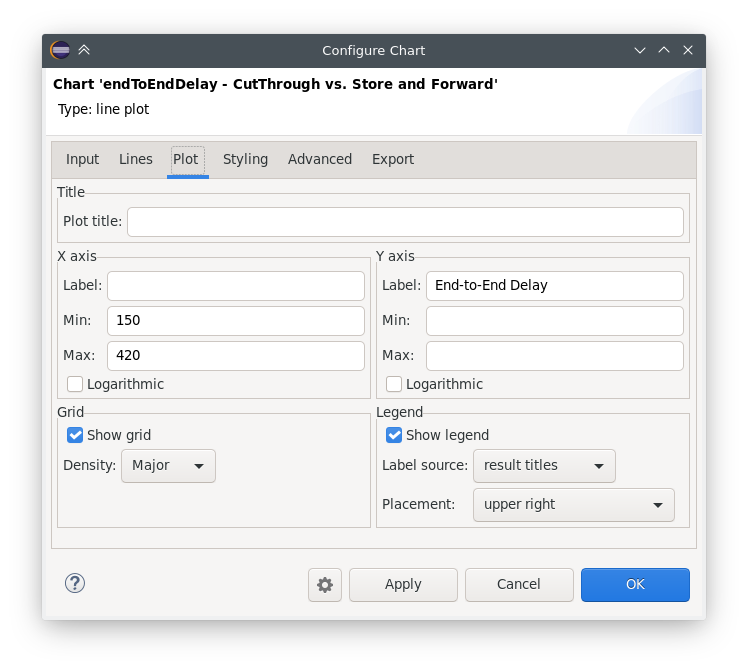 Configure Chart
Chart 'endToEndDelay - CutThrough vs. Store and Forward'
Type: line plot
Input Lines Plot Styling Advanced Export
Title
Plot title:
X axis
Label:
Min: 150
Max: 420
Logarithmic
Y axis
Label: End-to-End Delay
Min:
Max:
Logarithmic
Grid
Show grid
Density: Major
Legend
Show legend
Label source: result titles
Placement: upper right
? Apply Cancel OK